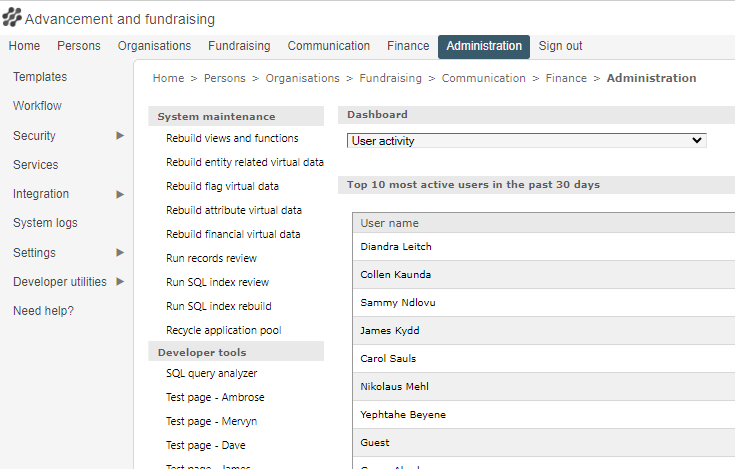 Advancement and fundraising
Home Persons Organisations Fundraising Communication Finance Administration Sign out
Templates
Workflow
Security
Services
Integration
System logs
Settings
Developer utilities
Need help?
Home > Persons > Organisations > Fundraising > Communication > Finance > Administration
System maintenance
Rebuild views and functions
Rebuild entity related virtual data
Rebuild flag virtual data
Rebuild attribute virtual data
Rebuild financial virtual data
Run records review
Run SQL index review
Run SQL index rebuild
Recycle application pool
Developer tools
SQL query analyzer
Test page - Ambrose
Test page - Mervyn
Test page - Dave
Test page - James
Dashboard
User activity
Top 10 most active users in the past 30 days
User name
Diandra Leitch
Collen Kaunda
Sammy Ndlovu
James Kydd
Carol Sauls
Nikolaus Mehl
Yephtahe Beyene
Guest